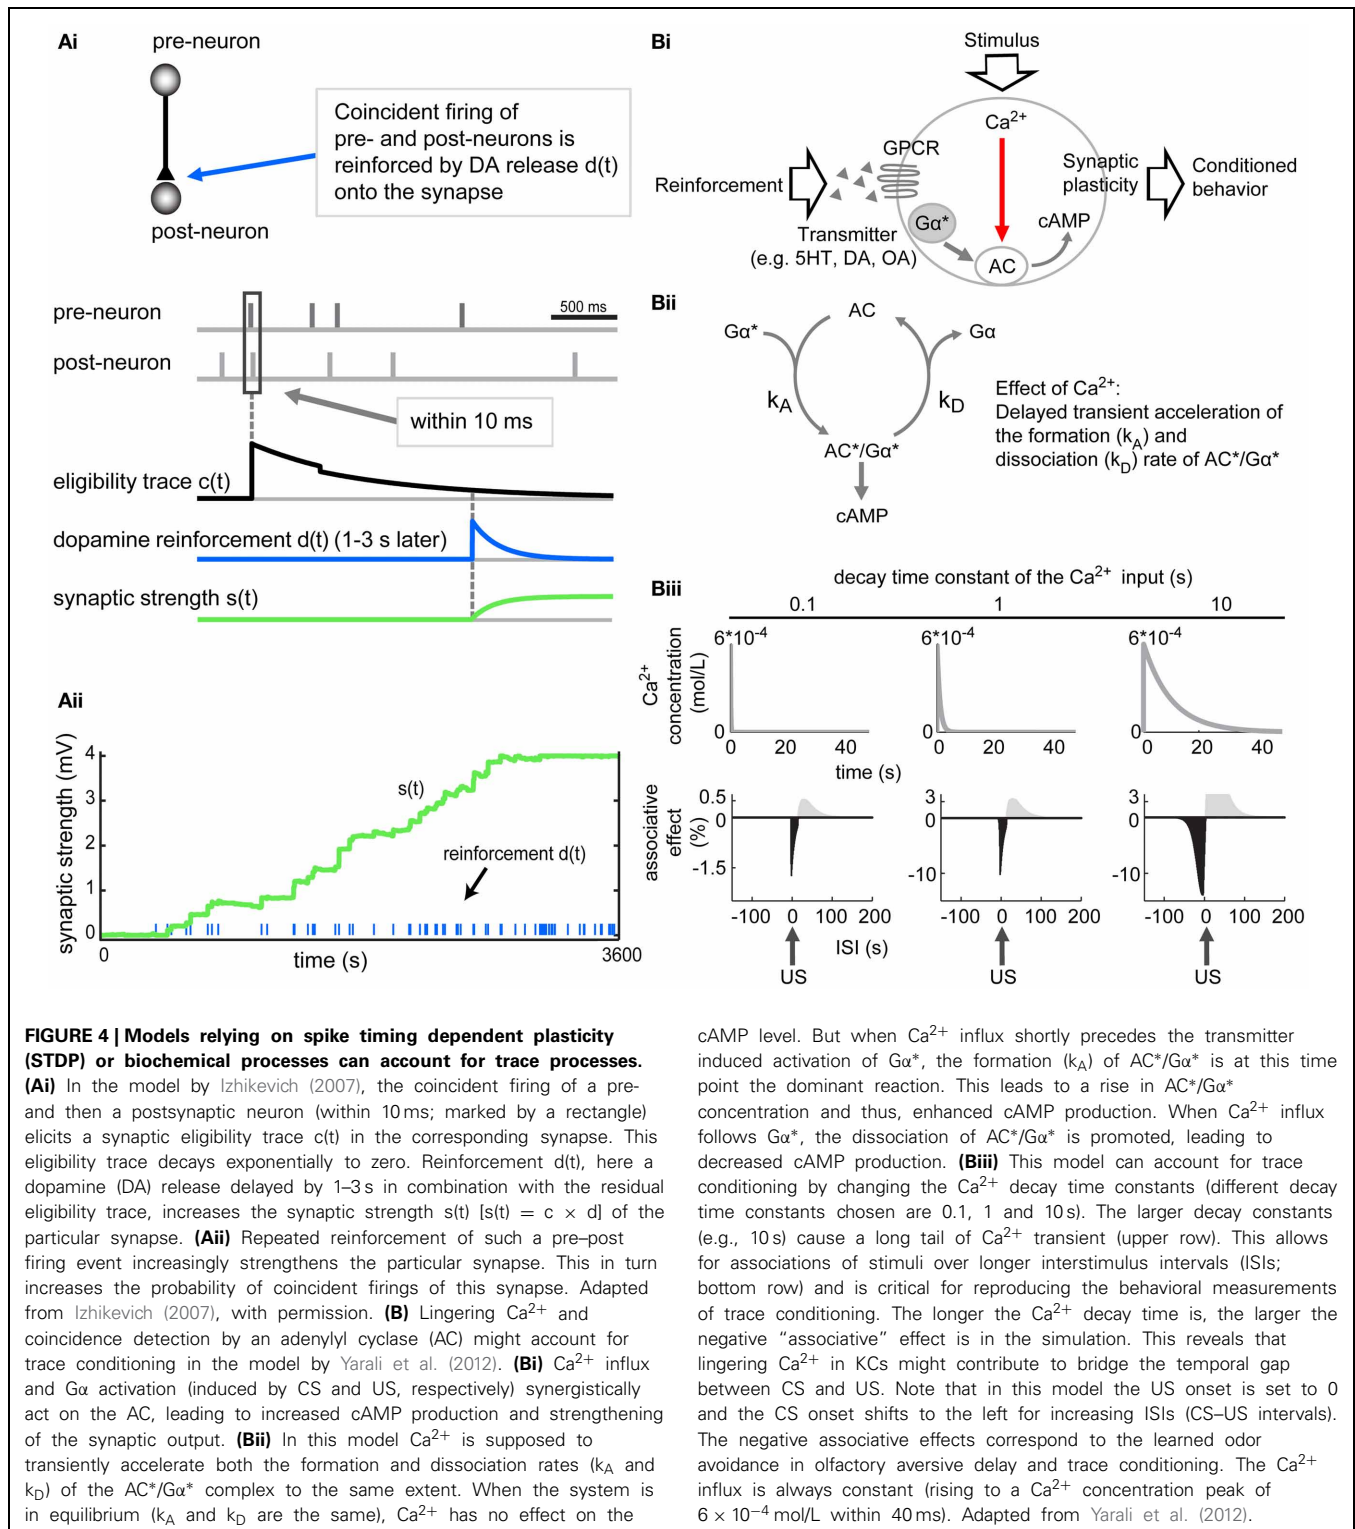 Ai
pre-neuron
Coincident firing of
pre- and post-neurons is
reinforced by DA release d(t)
onto the synapse
post-neuron
pre-neuron
500 ms
post-neuron
within 10 ms
eligibility trace c(t)
dopamine reinforcement d(t) (1-3 s later)
synaptic strength s(t)
Aii
synaptic strength (mV)
4
3
2
1
0
s(t)
reinforcement d(t)
0
time (s)
3600
Bi
Stimulus
Ca²⁺
GPCR
Synaptic
plasticity
Conditioned
behavior
Reinforcement
Gα*
cAMP
Transmitter
(e.g. 5HT, DA, OA)
AC
Bii
AC
Gα*
Gα
k_A
k_D
Effect of Ca²⁺:
Delayed transient acceleration of
the formation (k_A) and
dissociation (k_D) rate of AC*/Gα*
AC*/Gα*
cAMP
Biii
decay time constant of the Ca²⁺ input (s)
0.1 1 10
Ca²⁺
concentration
(mol/L)
6*10⁻⁴ 6*10⁻⁴ 6*10⁻⁴
0 0 0
0 20 40 0 20 40 0 20 40
time (s)
associative
effect
(%)
0.5 3 3
0 0 0
-1.5 -10 -10
-100 0 100 200 -100 0 100 200 -100 0 100 200
ISI (s)
US US US
FIGURE 4 | Models relying on spike timing dependent plasticity
(STDP) or biochemical processes can account for trace processes.
(Ai) In the model by Izhikevich (2007), the coincident firing of a pre-
and then a postsynaptic neuron (within 10 ms; marked by a rectangle)
elicits a synaptic eligibility trace c(t) in the corresponding synapse. This
eligibility trace decays exponentially to zero. Reinforcement d(t), here a
dopamine (DA) release delayed by 1–3 s in combination with the residual
eligibility trace, increases the synaptic strength s(t) [s(t) = c × d] of the
particular synapse. (Aii) Repeated reinforcement of such a pre–post
firing event increasingly strengthens the particular synapse. This in turn
increases the probability of coincident firings of this synapse. Adapted
from Izhikevich (2007), with permission. (B) Lingering Ca²⁺ and
coincidence detection by an adenylyl cyclase (AC) might account for
trace conditioning in the model by Yarali et al. (2012). (Bi) Ca²⁺ influx
and Gα activation (induced by CS and US, respectively) synergistically
act on the AC, leading to increased cAMP production and strengthening
of the synaptic output. (Bii) In this model Ca²⁺ is supposed to
transiently accelerate both the formation and dissociation rates (k_A and
k_D) of the AC*/Gα* complex to the same extent. When the system is
in equilibrium (k_A and k_D are the same), Ca²⁺ has no effect on the
cAMP level. But when Ca²⁺ influx shortly precedes the transmitter
induced activation of Gα*, the formation (k_A) of AC*/Gα* is at this time
point the dominant reaction. This leads to a rise in AC*/Gα*
concentration and thus, enhanced cAMP production. When Ca²⁺ influx
follows Gα*, the dissociation of AC*/Gα* is promoted, leading to
decreased cAMP production. (Biii) This model can account for trace
conditioning by changing the Ca²⁺ decay time constants (different decay
time constants chosen are 0.1, 1 and 10 s). The larger decay constants
(e.g., 10 s) cause a long tail of Ca²⁺ transient (upper row). This allows
for associations of stimuli over longer interstimulus intervals (ISIs;
bottom row) and is critical for reproducing the behavioral measurements
of trace conditioning. The longer the Ca²⁺ decay time is, the larger the
negative “associative” effect is in the simulation. This reveals that
lingering Ca²⁺ in KCs might contribute to bridge the temporal gap
between CS and US. Note that in this model the US onset is set to 0
and the CS onset shifts to the left for increasing ISIs (CS–US intervals).
The negative associative effects correspond to the learned odor
avoidance in olfactory aversive delay and trace conditioning. The Ca²⁺
influx is always constant (rising to a Ca²⁺ concentration peak of
6 × 10⁻⁴ mol/L within 40 ms). Adapted from Yarali et al. (2012).